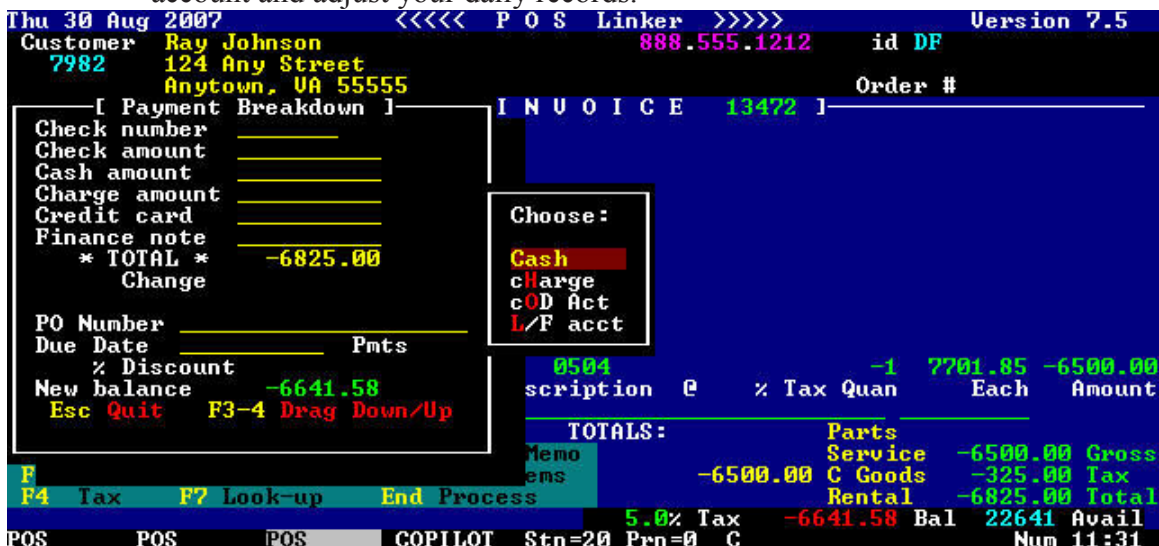 account and adjust your daily records.
Thu 30 Aug 2007 <<<<< P O S Linker >>>>> Version 7.5
Customer Ray Johnson 888.555.1212 id DF
7982 124 Any Street
Anytown, VA 55555 Order #
[ Payment Breakdown ] I N V O I C E 13472 ]
Check number
Check amount
Cash amount
Charge amount
Credit card Choose:
Finance note
* TOTAL * -6825.00 Cash
Change cHarge
cOD Act
PO Number L/F acct
Due Date Pmts
% Discount 0504 -1 7701.85 -6500.00
New balance -6641.58 scription @ % Tax Quan Each Amount
Esc Quit F3-4 Drag Down/Up
TOTALS: Parts
Memo Service -6500.00 Gross
F ems -6500.00 C Goods -325.00 Tax
F4 Tax F7 Look-up End Process Rental -6825.00 Total
5.0% Tax -6641.58 Bal 22641 Avail
POS POS POS COPILOT Stn=20 Prn=0 C Num 11:31